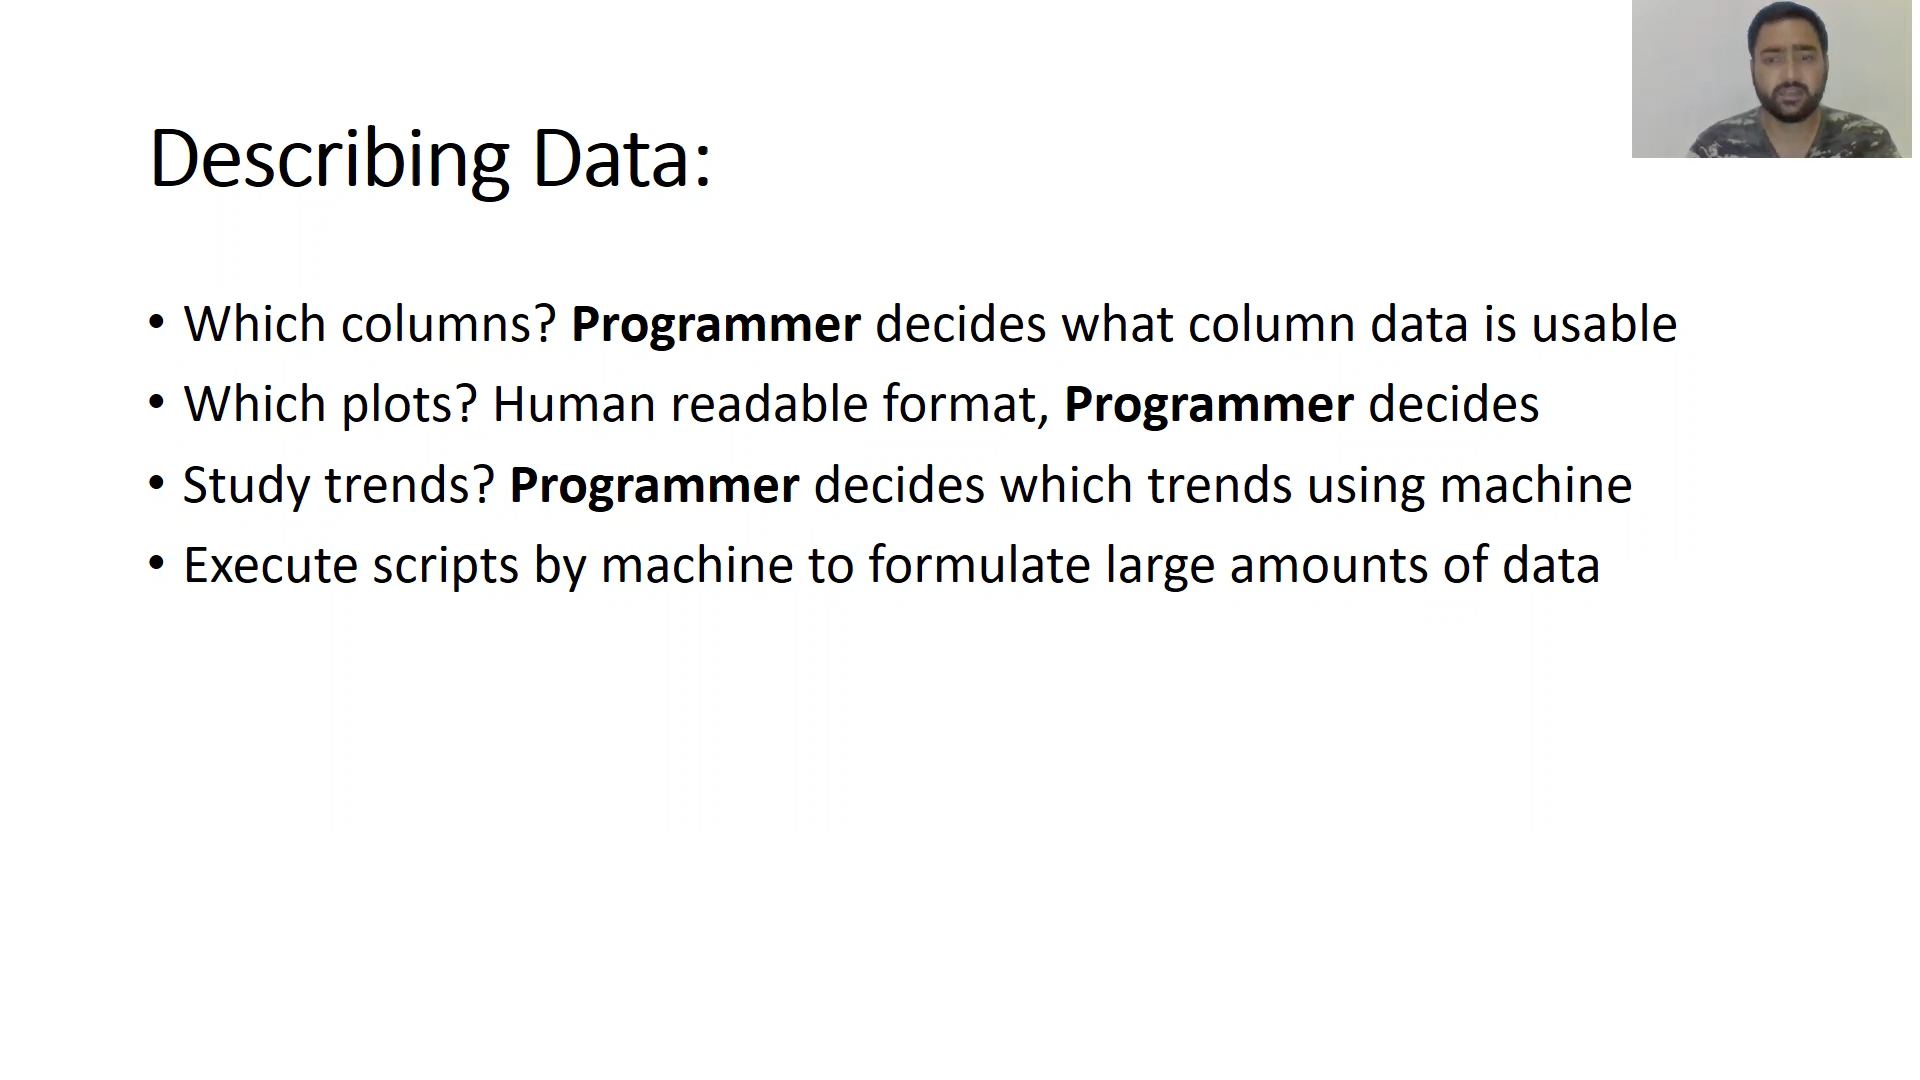 Describing Data:
• Which columns? Programmer decides what column data is usable
• Which plots? Human readable format, Programmer decides
• Study trends? Programmer decides which trends using machine
• Execute scripts by machine to formulate large amounts of data